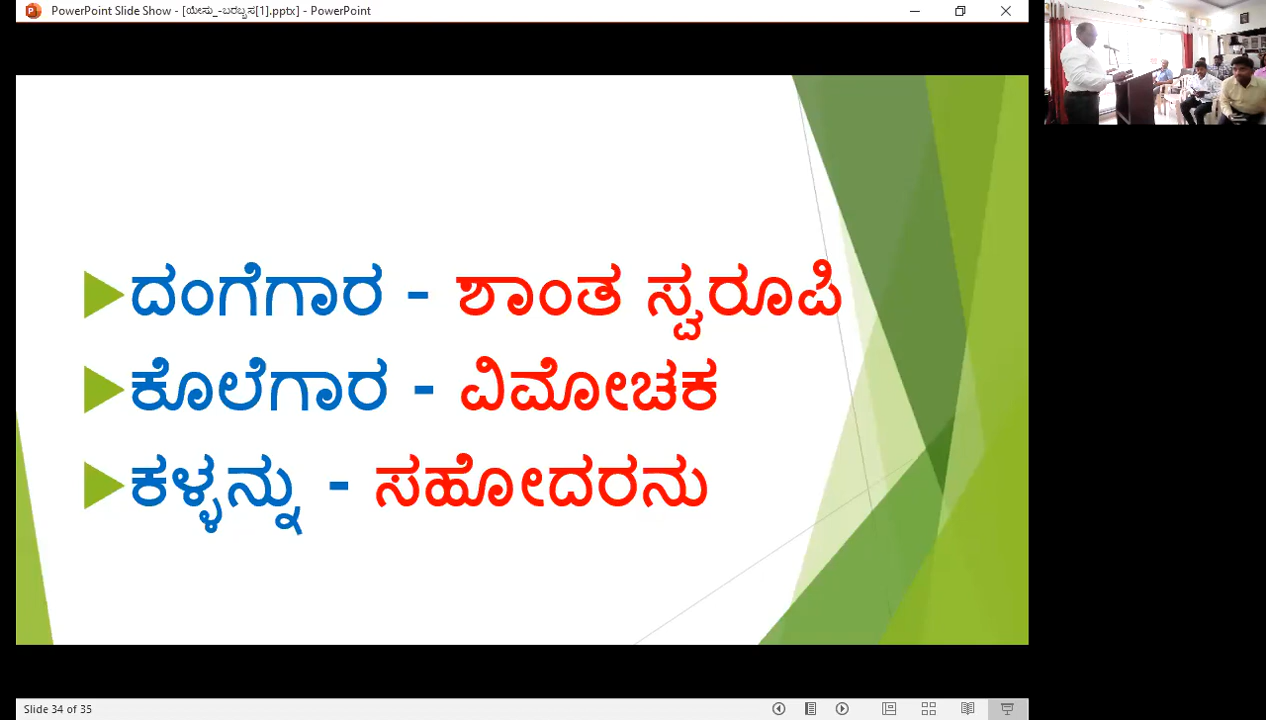 PowerPoint Slide Show - [ಯೇಸು_-ಬರಬ್ಬಸ[1].pptx] - PowerPoint
ದಂಗೆಗಾರ - ಶಾಂತ ಸ್ವರೂಪಿ
ಕೊಲೆಗಾರ - ವಿಮೋಚಕ
ಕಳ್ಳನ್ನು - ಸಹೋದರನು
Slide 34 of 35